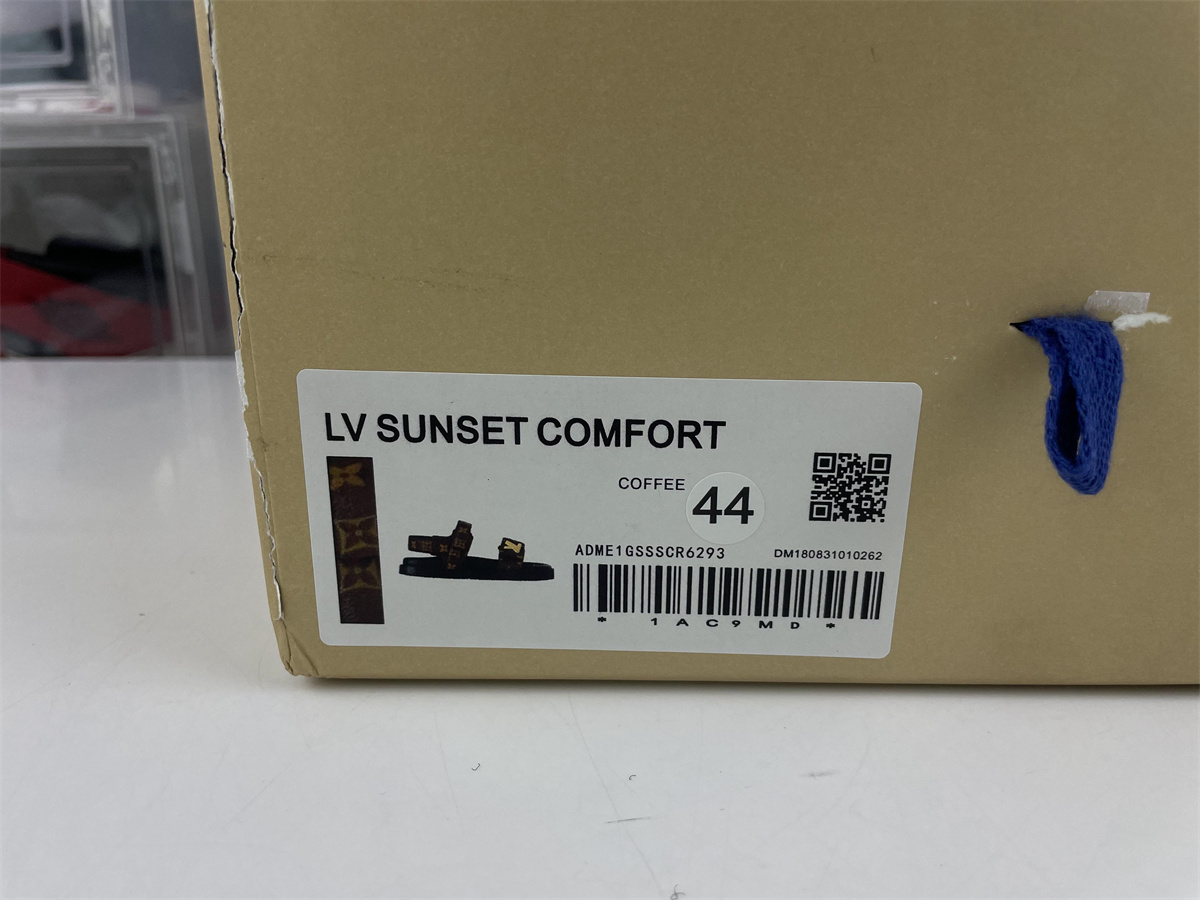 LV SUNSET COMFORT
COFFEE 44
ADME1GSSSCR6293
DM180831010262
* 1AC9MD *